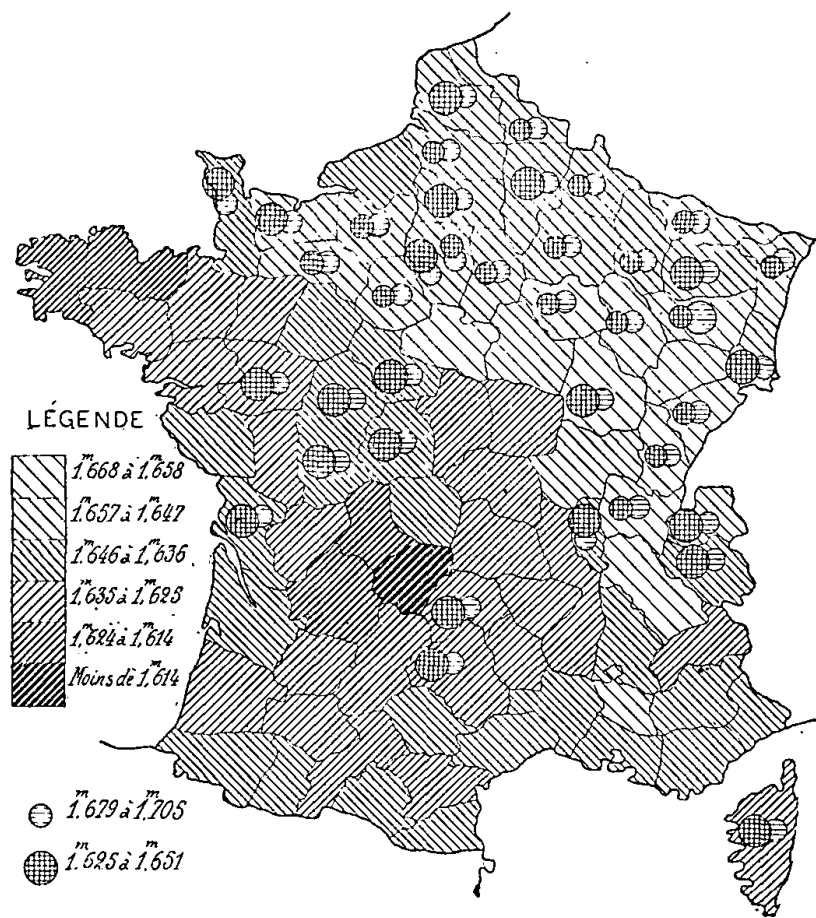 LÉGENDE
1.ᵐ668 à 1.ᵐ658
1.ᵐ657 à 1.ᵐ647
1.ᵐ646 à 1.ᵐ636
1.ᵐ635 à 1.ᵐ625
1.ᵐ624 à 1.ᵐ614
Moins de 1.ᵐ614
1.ᵐ679 à 1.ᵐ705
1.ᵐ625 à 1.ᵐ651